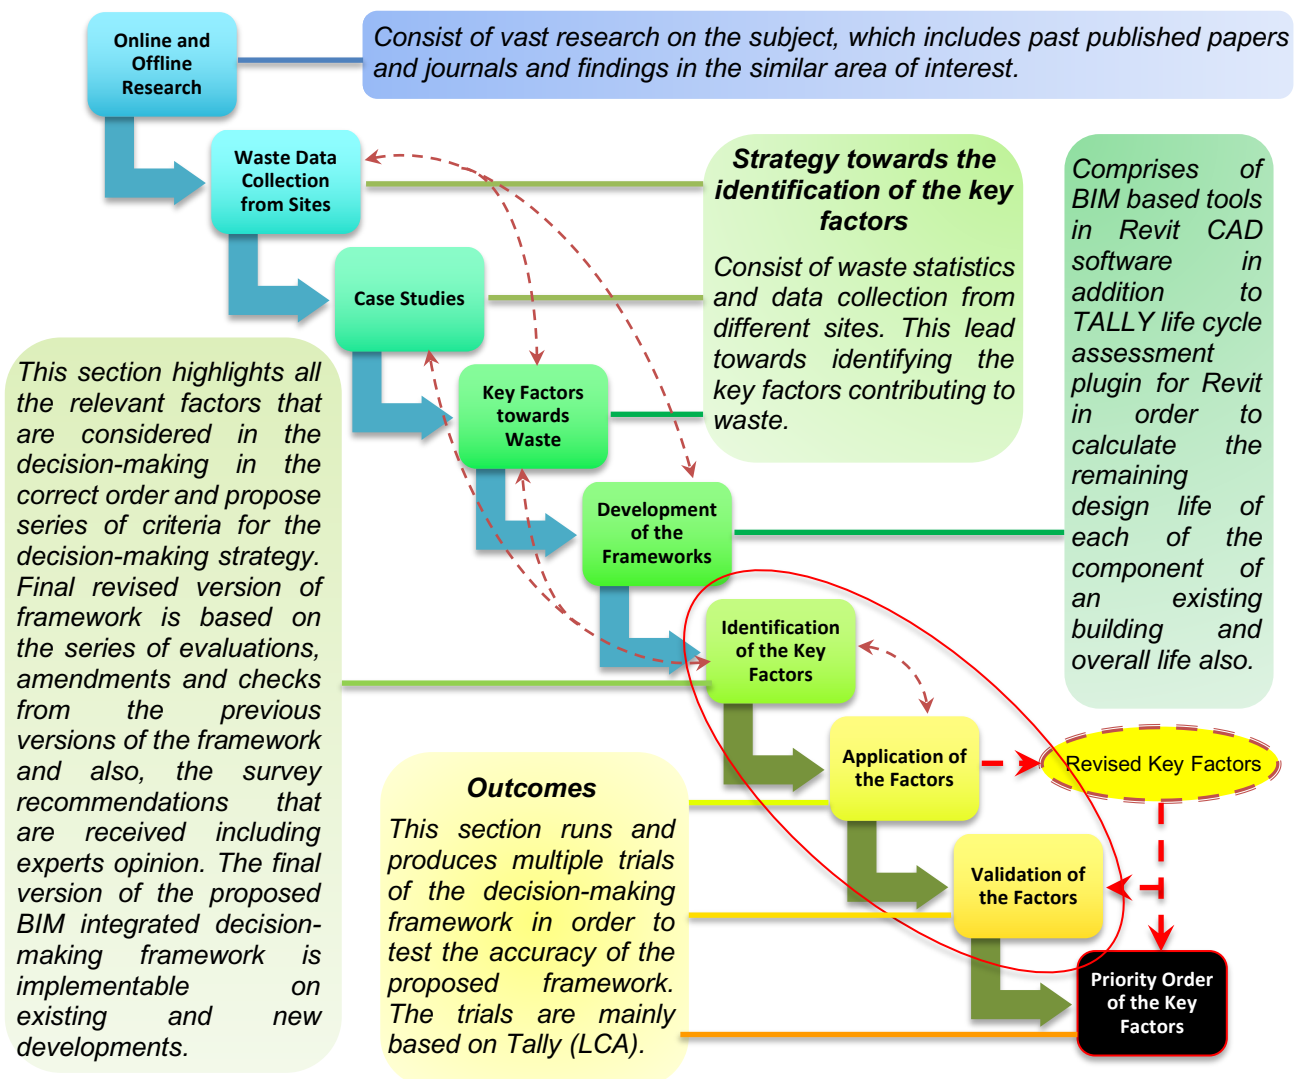 Online and
Offline
Research
Consist of vast research on the subject, which includes past published papers
and journals and findings in the similar area of interest.
Waste Data
Collection
from Sites
Strategy towards the
identification of the key
factors
Consist of waste statistics
and data collection from
different sites. This lead
towards identifying the
key factors contributing to
waste.
Comprises of
BIM based tools
in Revit CAD
software in
addition to
TALLY life cycle
assessment
plugin for Revit
in order to
calculate the
remaining
design life of
each of the
component of
an existing
building and
overall life also.
Case Studies
Key Factors
towards
Waste
This section highlights all
the relevant factors that
are considered in the
decision-making in the
correct order and propose
series of criteria for the
decision-making strategy.
Final revised version of
framework is based on
the series of evaluations,
amendments and checks
from the previous
versions of the framework
and also, the survey
recommendations that
are received including
experts opinion. The final
version of the proposed
BIM integrated decision-
making framework is
implementable on
existing and new
developments.
Development
of the
Frameworks
Identification
of the Key
Factors
Application of
the Factors
Revised Key Factors
Outcomes
This section runs and
produces multiple trials
of the decision-making
framework in order to
test the accuracy of the
proposed framework.
The trials are mainly
based on Tally (LCA).
Validation of
the Factors
Priority Order
of the Key
Factors